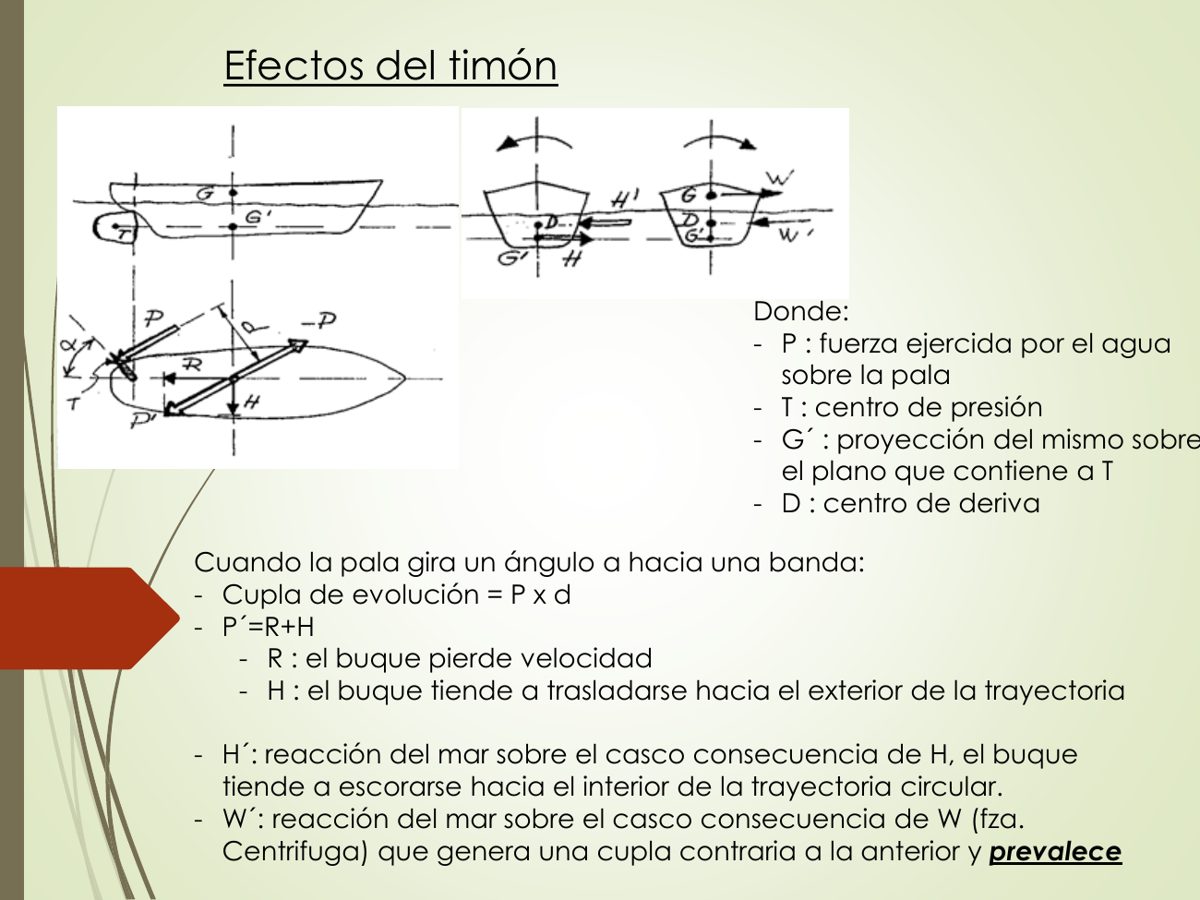 Efectos del timón
G
G'
T
P
-P
d
α
R
H
T
P'
H'
D
G'
H
W
G
D
G'
W'
Donde:
- P : fuerza ejercida por el agua
sobre la pala
- T : centro de presión
- G´ : proyección del mismo sobre
el plano que contiene a T
- D : centro de deriva
Cuando la pala gira un ángulo a hacia una banda:
- Cupla de evolución = P x d
- P´=R+H
- R : el buque pierde velocidad
- H : el buque tiende a trasladarse hacia el exterior de la trayectoria
- H´: reacción del mar sobre el casco consecuencia de H, el buque
tiende a escorarse hacia el interior de la trayectoria circular.
- W´: reacción del mar sobre el casco consecuencia de W (fza.
Centrifuga) que genera una cupla contraria a la anterior y prevalece